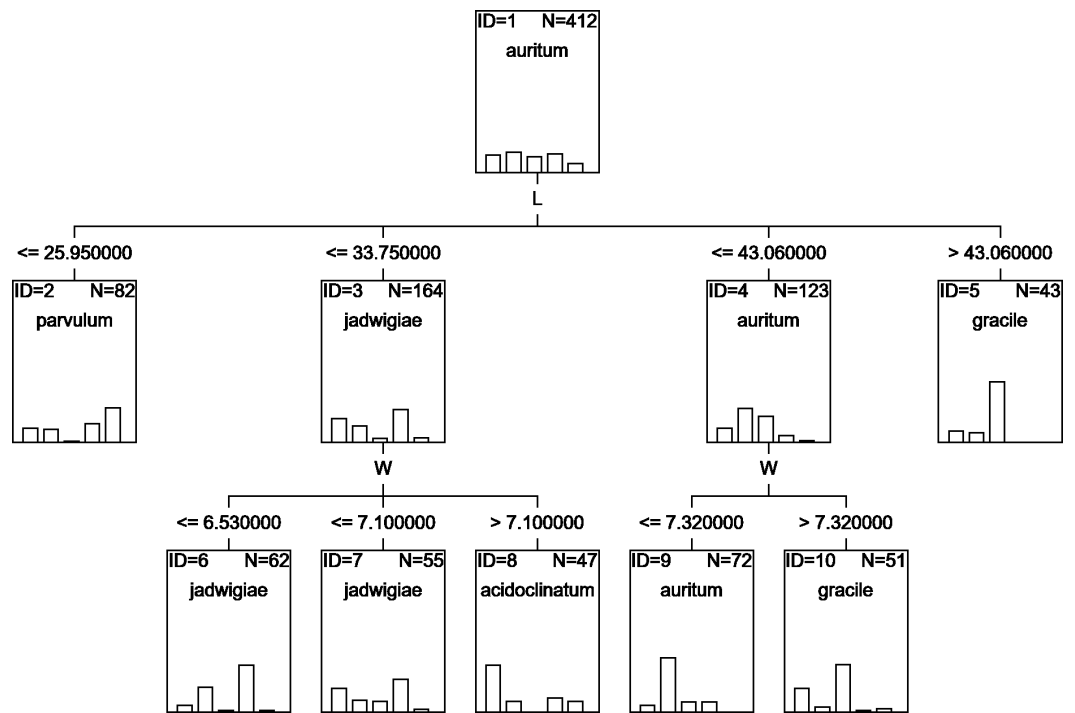 ID=1 N=412
auritum
L
<= 25.950000 <= 33.750000 <= 43.060000 > 43.060000
ID=2 N=82 ID=3 N=164 ID=4 N=123 ID=5 N=43
parvulum jadwigiae auritum gracile
W W
<= 6.530000 <= 7.100000 > 7.100000 <= 7.320000 > 7.320000
ID=6 N=62 ID=7 N=55 ID=8 N=47 ID=9 N=72 ID=10 N=51
jadwigiae jadwigiae acidoclinatum auritum gracile